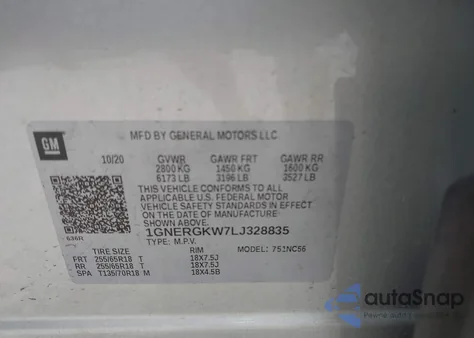 GM
MFD BY GENERAL MOTORS LLC
10/20 GVWR GAWR FRT GAWR RR
2800 KG 1450 KG 1600 KG
6173 LB 3196 LB 3527 LB
THIS VEHICLE CONFORMS TO ALL
APPLICABLE U.S. FEDERAL MOTOR
VEHICLE SAFETY STANDARDS IN
EFFECT ON THE DATE OF MANUFACTURE
SHOWN ABOVE.
1GNERGKW7LJ328835
TYPE: M.P.V. MODEL: 751NC56
TIRE SIZE RIM
FRT 255/65R18 T 18X7.5J
RR 255/65R18 T 18X7.5J
SPA T135/70R18 M 18X4.5B
autoSnap